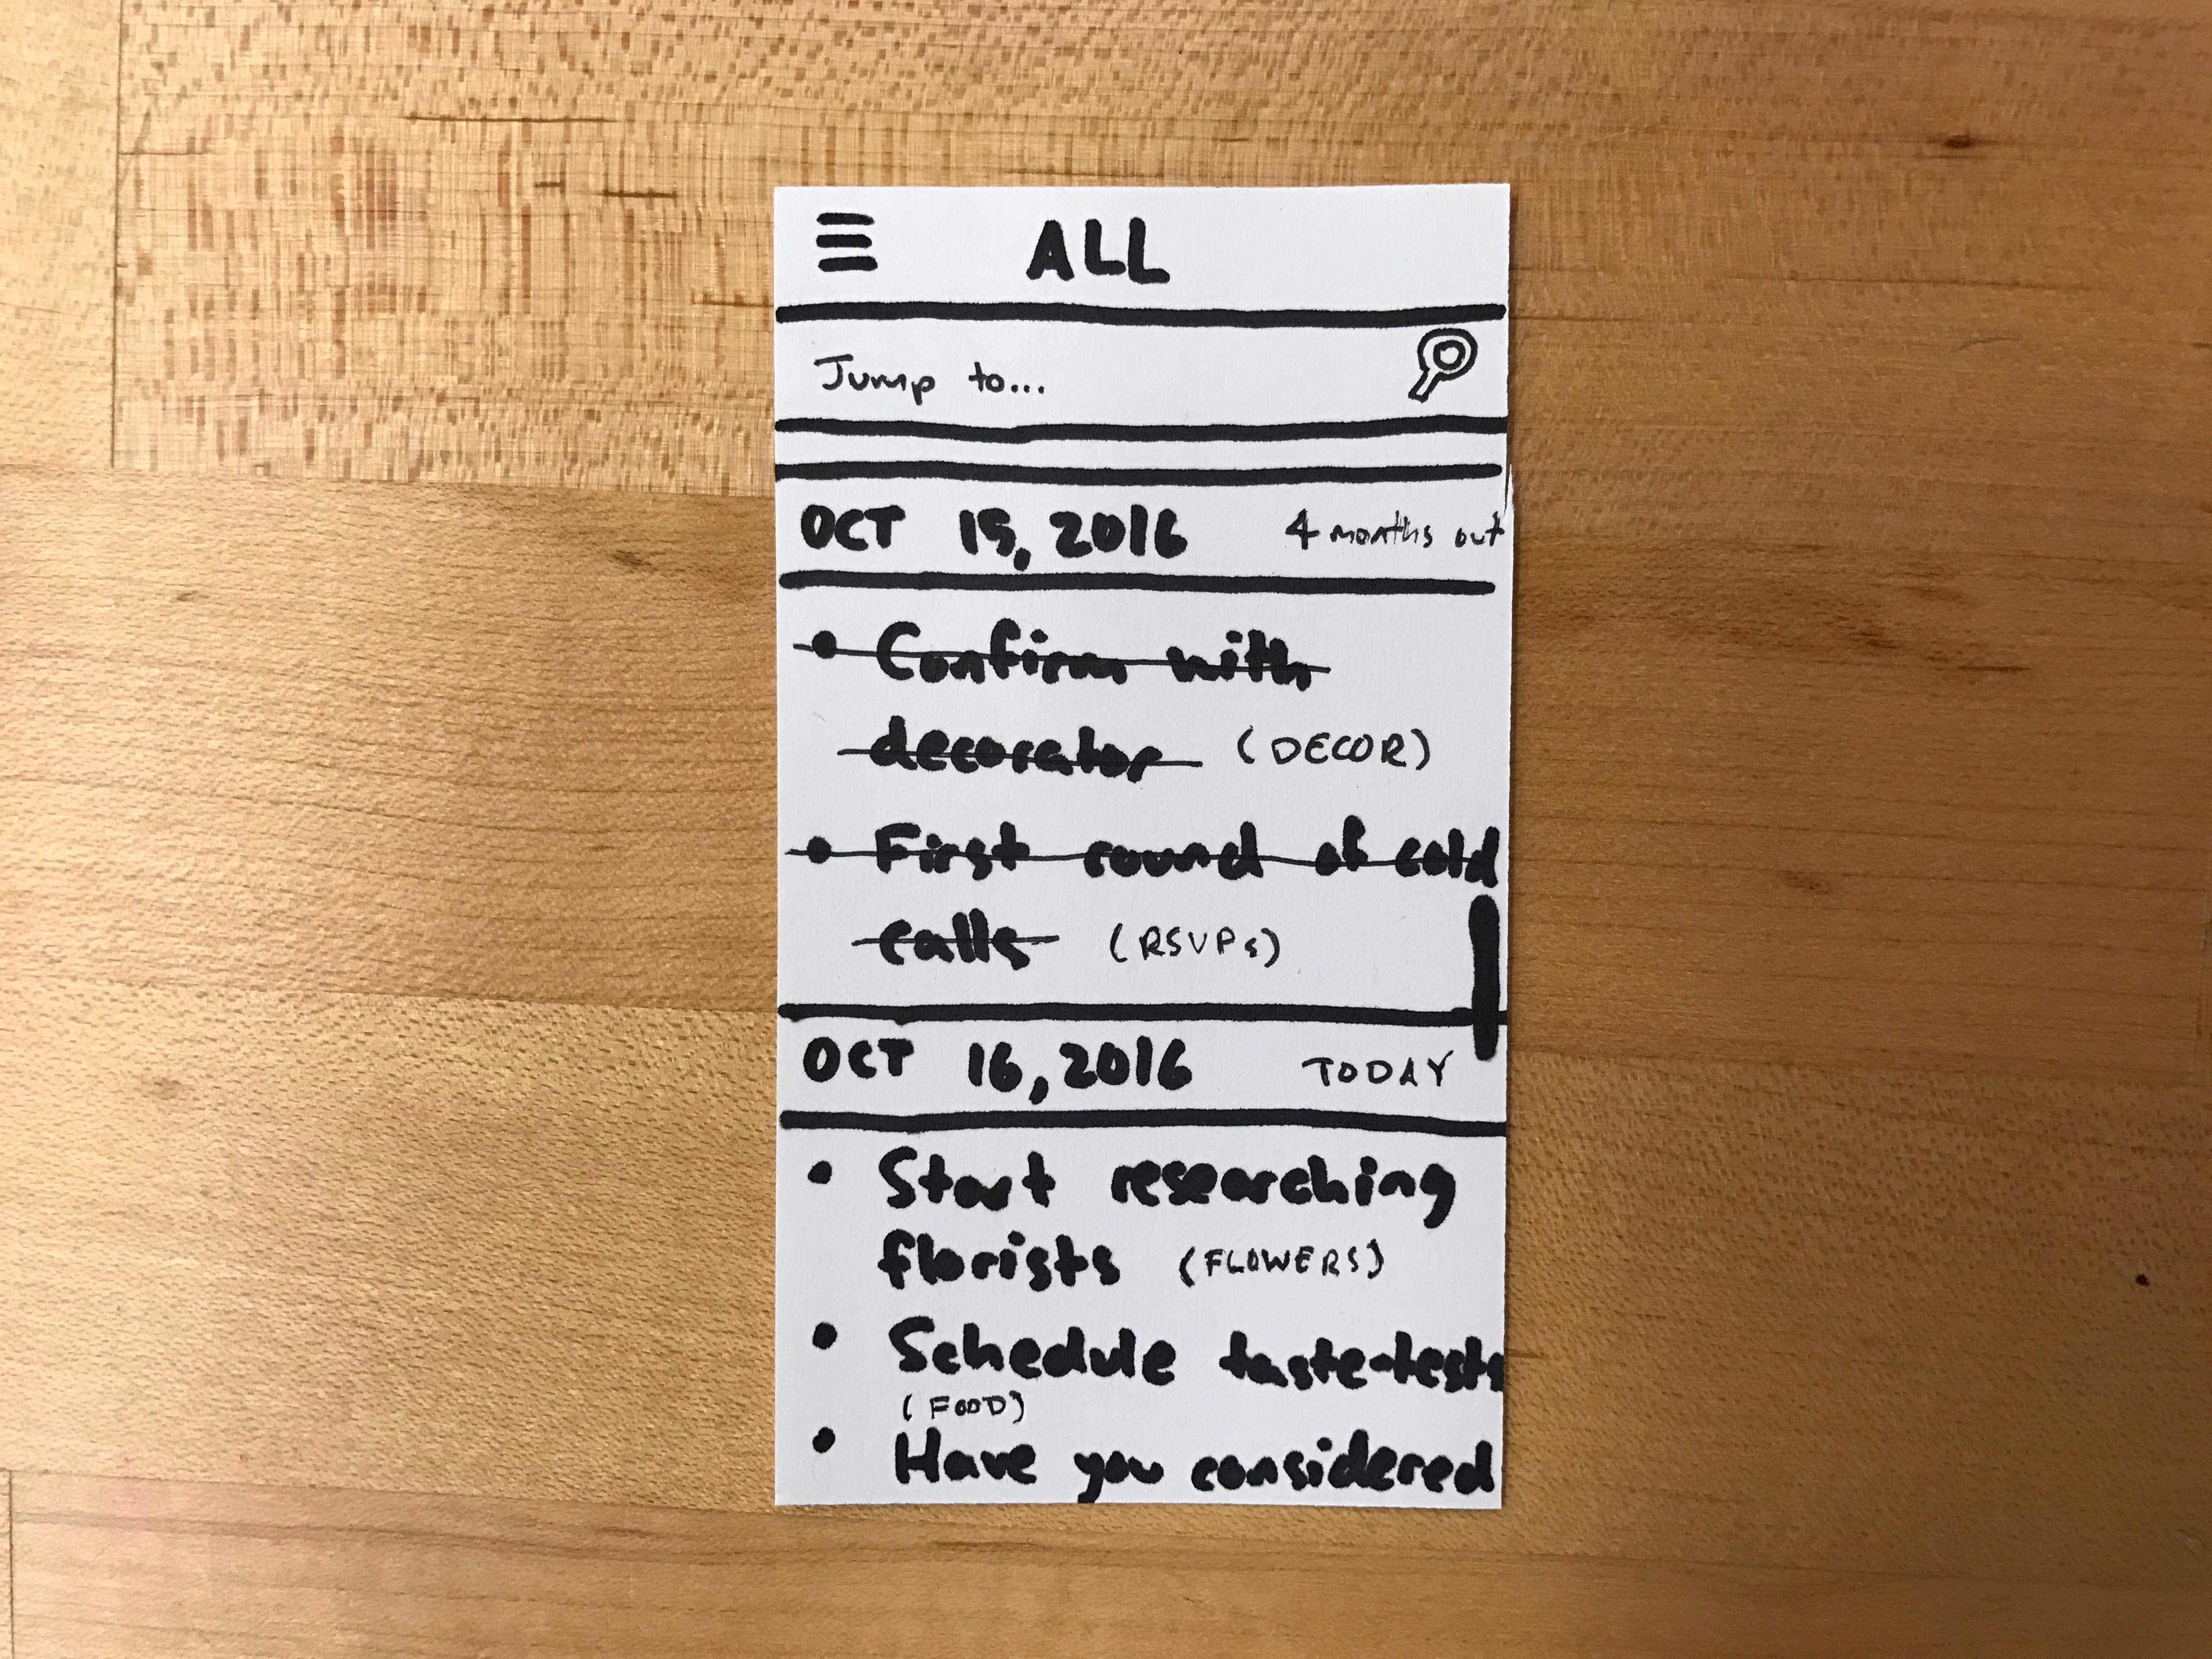 ALL
Jump to...
OCT 15, 2016 4 months out
• Confirm with
decorator (DECOR)
• First round of cold
calls (RSVPs)
OCT 16, 2016 TODAY
• Start researching
florists (FLOWERS)
• Schedule taste-tests
(FOOD)
• Have you considered